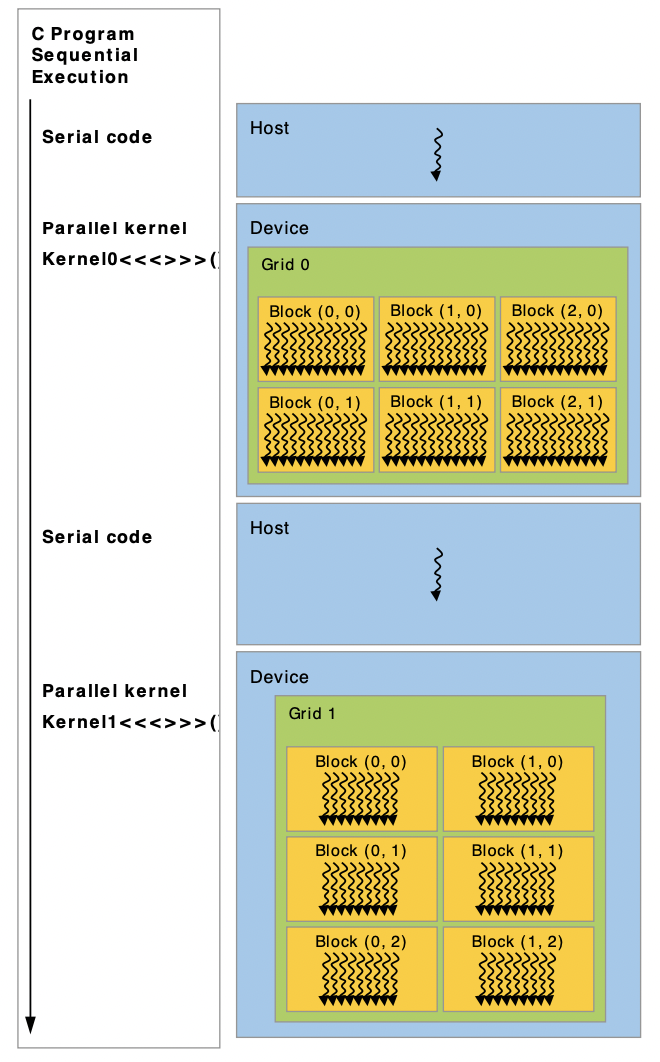 C Program
Sequential
Execution
Serial code
Host
Parallel kernel
Kernel0<<<>>>()
Device
Grid 0
Block (0, 0) Block (1, 0) Block (2, 0)
Block (0, 1) Block (1, 1) Block (2, 1)
Serial code
Host
Parallel kernel
Kernel1<<<>>>()
Device
Grid 1
Block (0, 0) Block (1, 0)
Block (0, 1) Block (1, 1)
Block (0, 2) Block (1, 2)